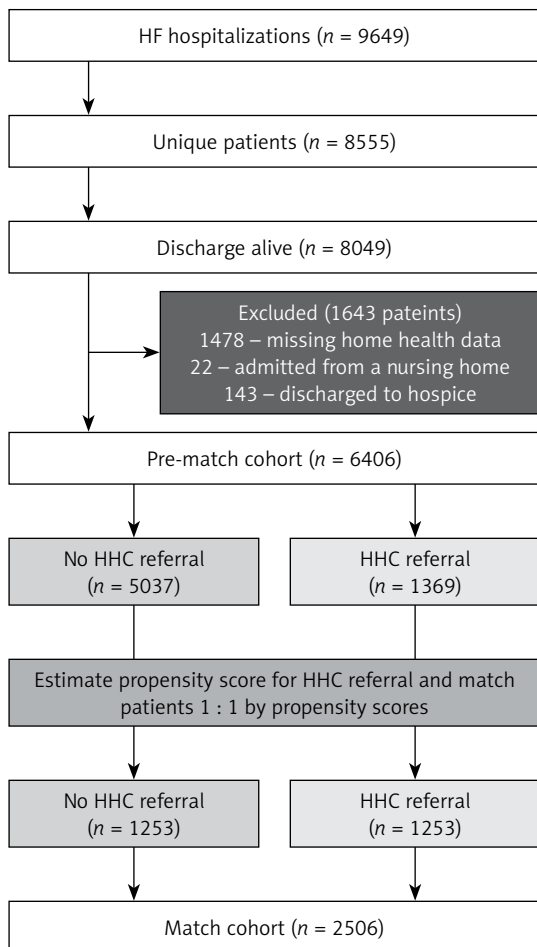 HF hospitalizations (n = 9649)
Unique patients (n = 8555)
Discharge alive (n = 8049)
Excluded (1643 pateints)
1478 – missing home health data
22 – admitted from a nursing home
143 – discharged to hospice
Pre-match cohort (n = 6406)
No HHC referral
(n = 5037)
HHC referral
(n = 1369)
Estimate propensity score for HHC referral and match
patients 1 : 1 by propensity scores
No HHC referral
(n = 1253)
HHC referral
(n = 1253)
Match cohort (n = 2506)